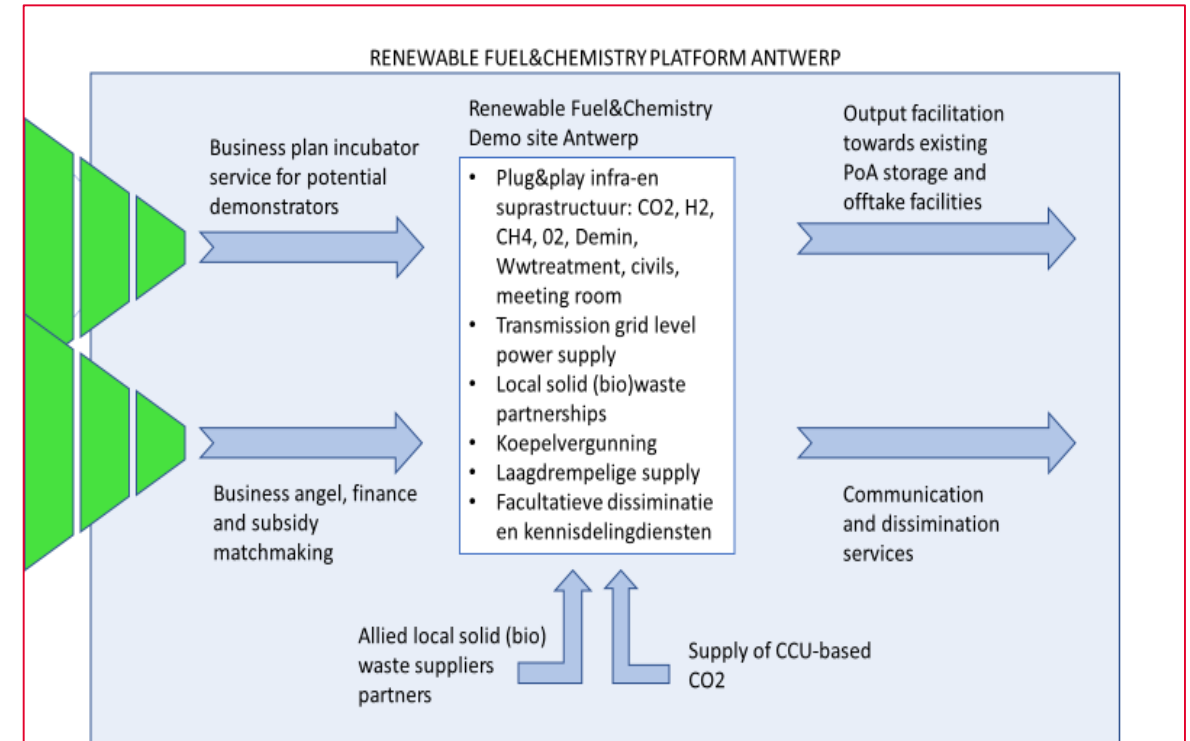 RENEWABLE FUEL&CHEMISTRY PLATFORM ANTWERP
Business plan incubator
service for potential
demonstrators
Business angel, finance
and subsidy
matchmaking
Renewable Fuel&Chemistry
Demo site Antwerp
• Plug&play infra-en
suprastructuur: CO2, H2,
CH4, 02, Demin,
Wwtreatment, civils,
meeting room
• Transmission grid level
power supply
• Local solid (bio)waste
partnerships
• Koepelvergunning
• Laagdrempelige supply
• Facultatieve dissiminatie
en kennisdelingdiensten
Allied local solid (bio)
waste suppliers
partners
Supply of CCU-based
CO2
Output facilitation
towards existing
PoA storage and
offtake facilities
Communication
and dissimination
services